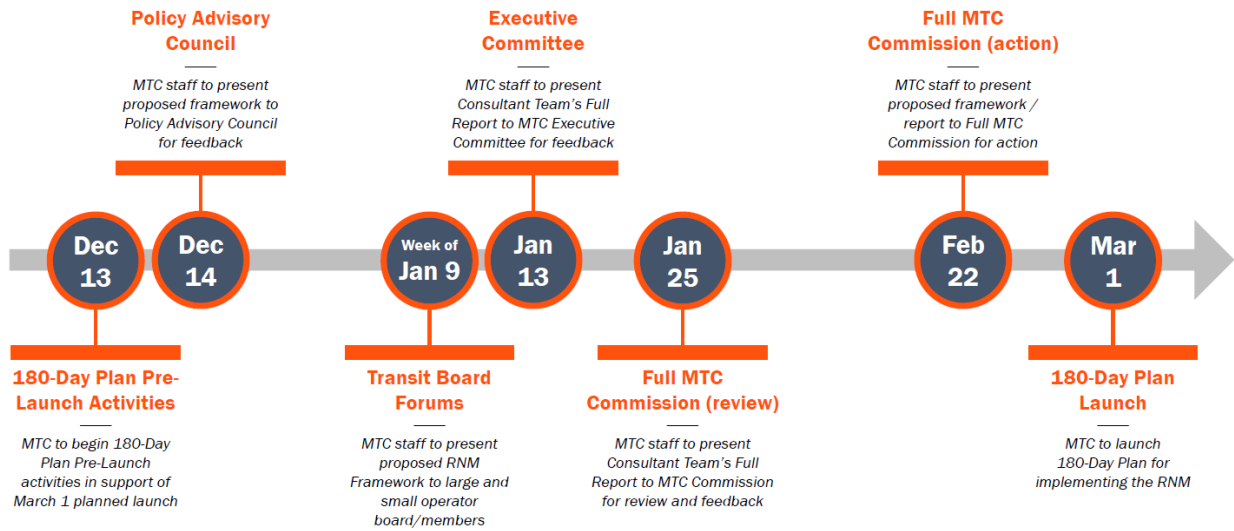 Policy Advisory
Council
MTC staff to present
proposed framework to
Policy Advisory Council
for feedback
Executive
Committee
MTC staff to present
Consultant Team's Full
Report to MTC Executive
Committee for feedback
Full MTC
Commission (action)
MTC staff to present
proposed framework /
report to Full MTC
Commission for action
Dec
13
Dec
14
Week of
Jan 9
Jan
13
Jan
25
Feb
22
Mar
1
180-Day Plan Pre-
Launch Activities
MTC to begin 180-Day
Plan Pre-Launch
activities in support of
March 1 planned launch
Transit Board
Forums
MTC staff to present
proposed RNM
Framework to large and
small operator
board/members
Full MTC
Commission (review)
MTC staff to present
Consultant Team's Full
Report to MTC Commission
for review and feedback
180-Day Plan
Launch
MTC to launch
180-Day Plan for
implementing the RNM